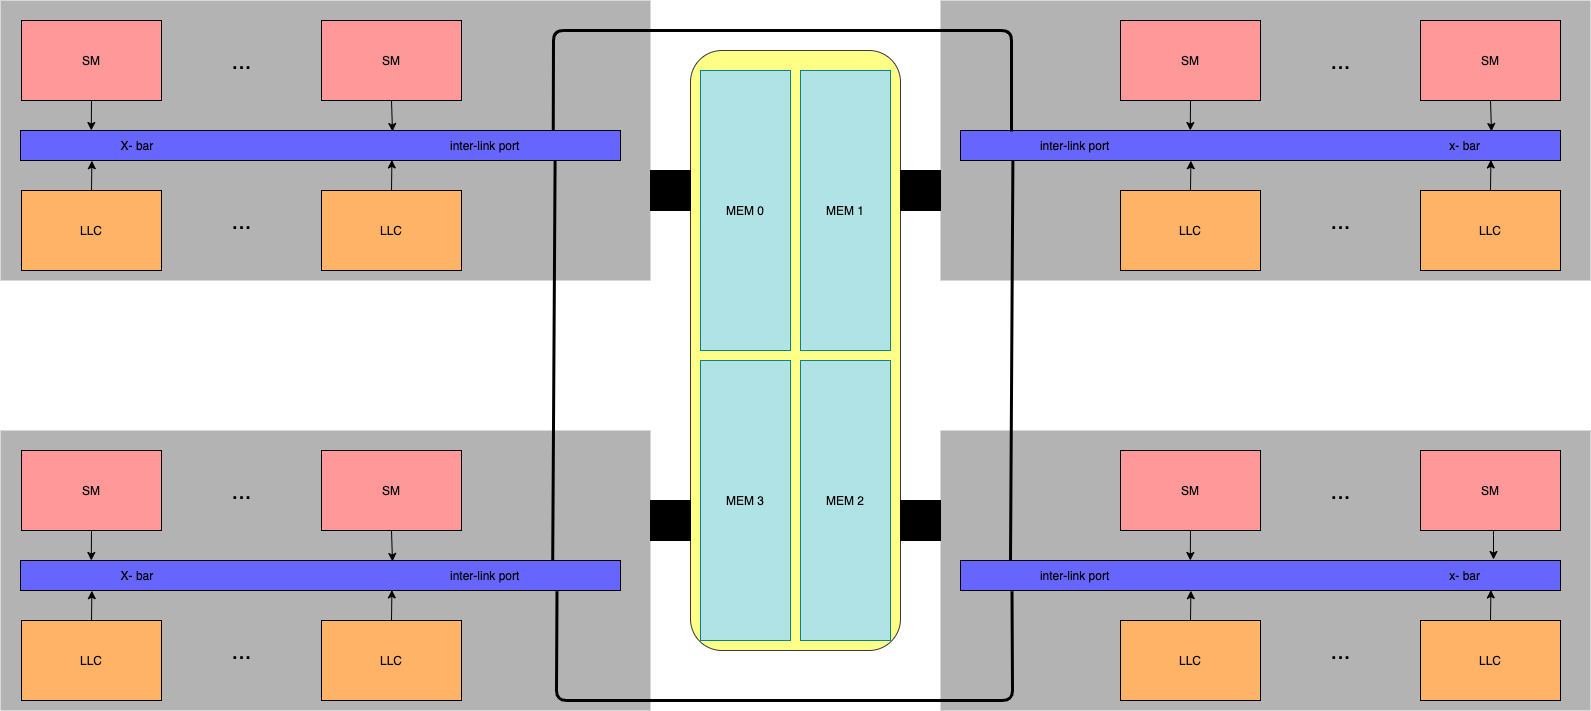 SM
...
SM
SM
...
SM
X- bar
inter-link port
inter-link port
x- bar
LLC
...
LLC
MEM 0
MEM 1
LLC
...
LLC
SM
...
SM
MEM 3
MEM 2
SM
...
SM
X- bar
inter-link port
inter-link port
x- bar
LLC
...
LLC
LLC
...
LLC